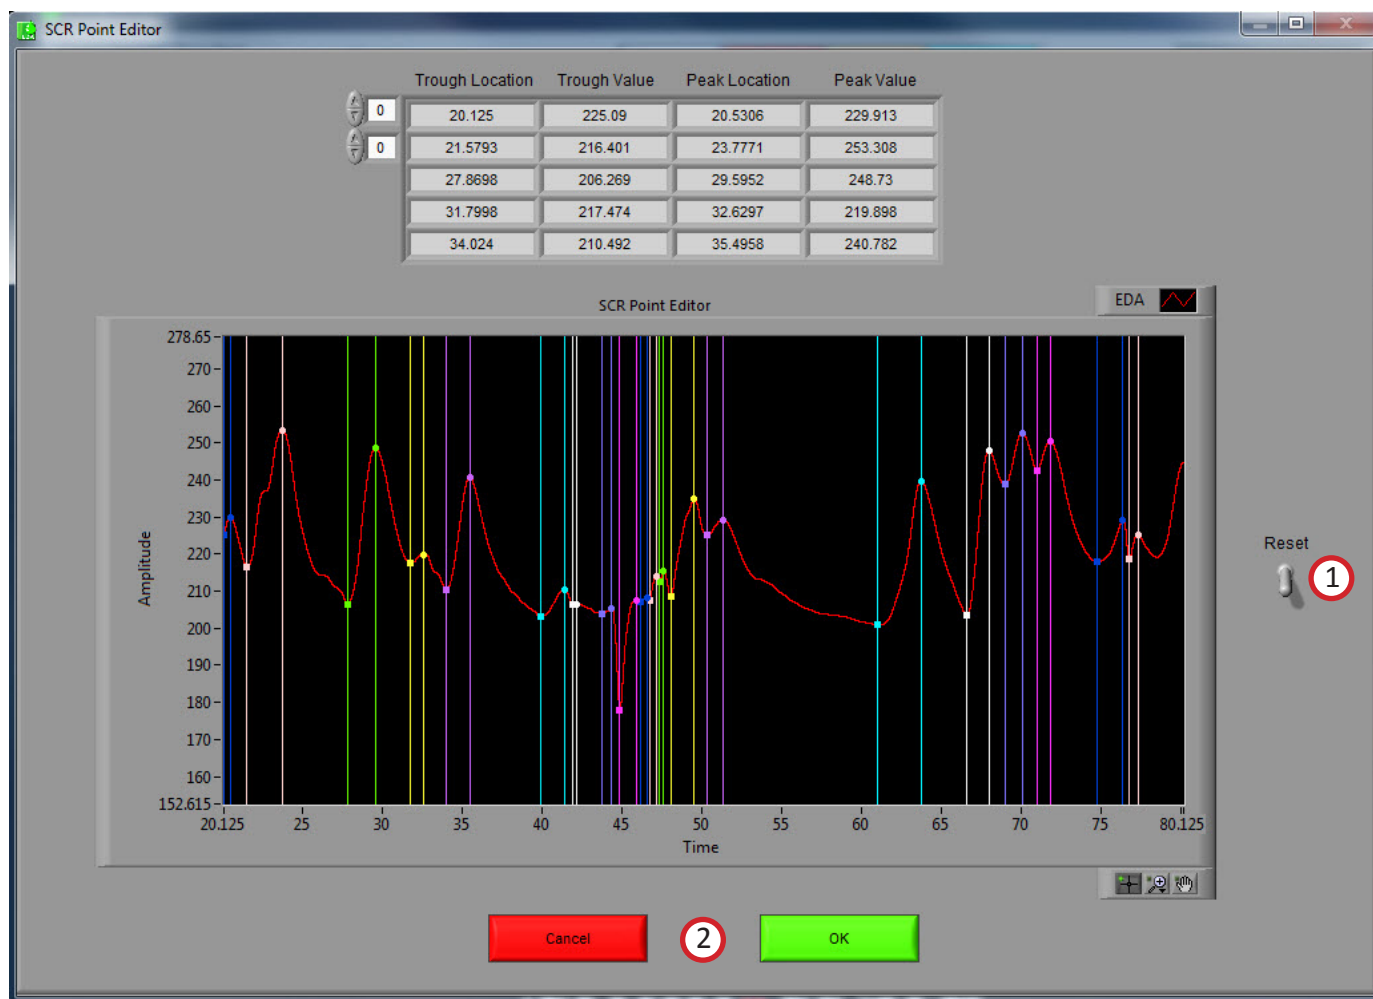 SCR Point Editor
Trough Location Trough Value Peak Location Peak Value
0 20.125 225.09 20.5306 229.913
0 21.5793 216.401 23.7771 253.308
27.8698 206.269 29.5952 248.73
31.7998 217.474 32.6297 219.898
34.024 210.492 35.4958 240.782
EDA
SCR Point Editor
278.65
270
260
250
240
230
220
210
200
190
180
170
160
152.615
Amplitude
20.125 25 30 35 40 45 50 55 60 65 70 75 80.125
Time
Reset
1
Cancel 2 OK